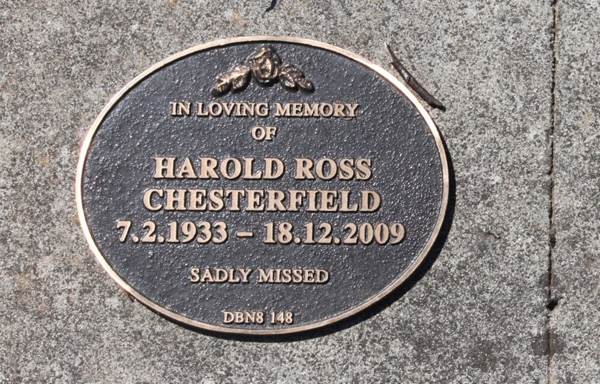 IN LOVING MEMORY
OF
HAROLD ROSS
CHESTERFIELD
7.2.1933 – 18.12.2009
SADLY MISSED
DBN8 148